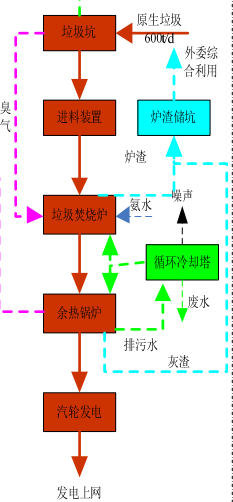 原生垃圾
600t/d
垃圾坑
外委综
合利用
臭
气
进料装置
炉渣储坑
炉渣
垃圾焚烧炉
氨水
噪声
循环冷却塔
余热锅炉
废水
排污水
灰渣
汽轮发电
发电上网